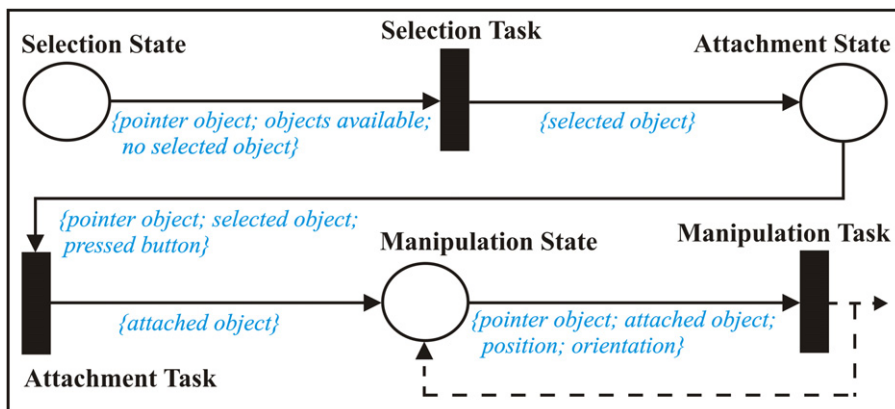 Selection State
Selection Task
Attachment State
{pointer object; objects available;
no selected object}
{selected object}
{pointer object; selected object;
pressed button}
Manipulation State
Manipulation Task
{attached object}
{pointer object; attached object;
position; orientation}
Attachment Task